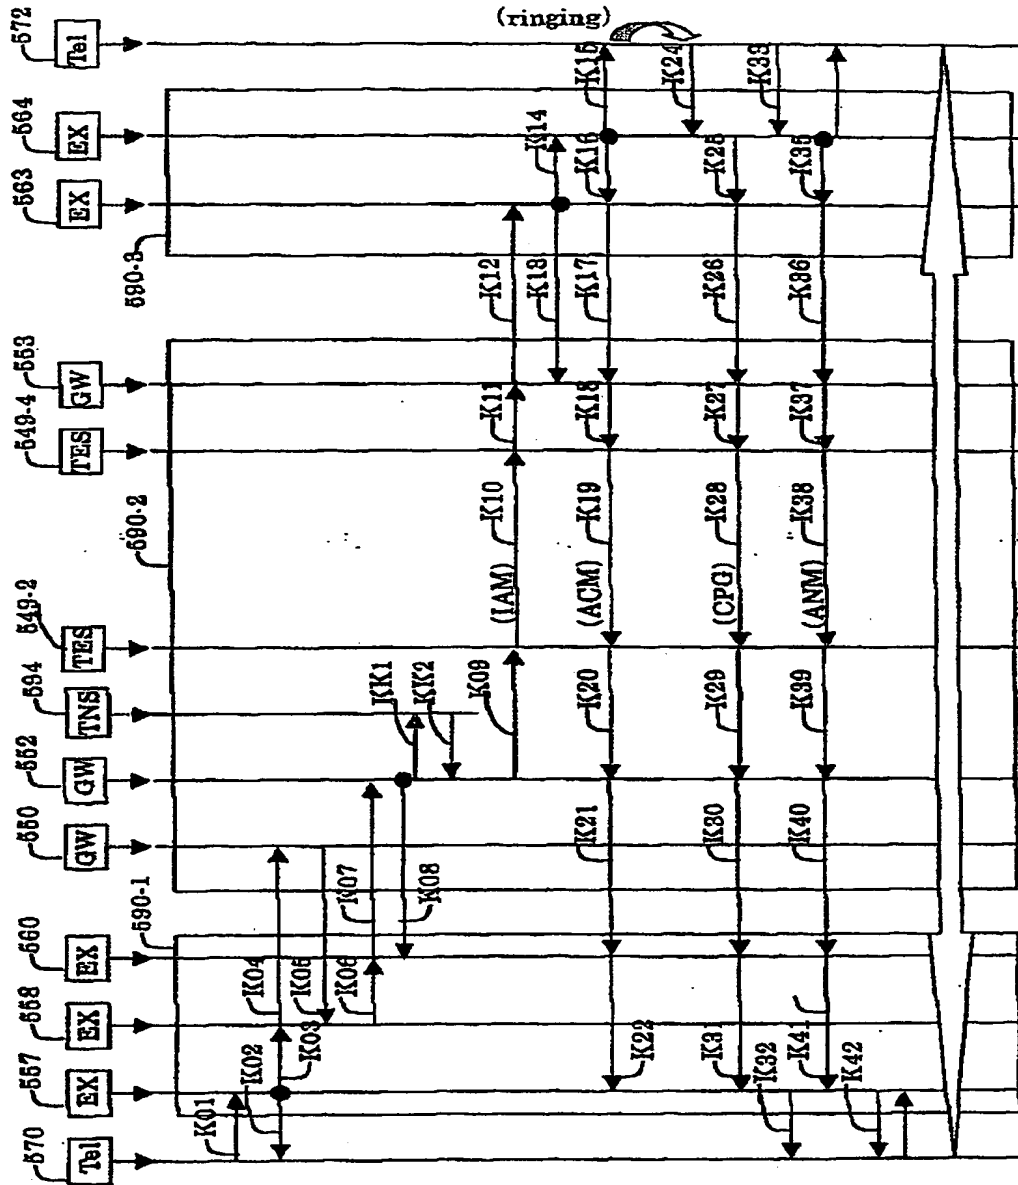 570
557
558
560
550
552
594
549-2
549-4
553
563
564
572
Tel
EX
EX
EX
GW
GW
TNS
TES
TES
GW
EX
EX
Tel
590-1
590-2
590-3
K01
K02
K03
K04
K05
K06
K07
K08
KK1
KK2
K09
(IAM)
K10
K11
K12
K13
K14
K15
(ringing)
K16
K17
K18
(ACM)
K19
K20
K21
K22
K24
K25
K26
K27
(CPG)
K28
K29
K30
K31
K32
K33
K35
K36
K37
(ANM)
K38
K39
K40
K41
K42